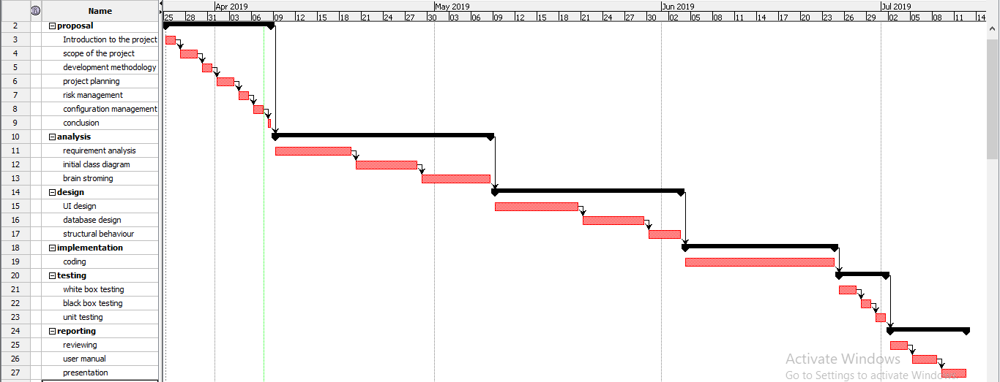 Name
Apr 2019 May 2019 Jun 2019 Jul 2019
25 28 31 03 06 09 12 15 18 21 24 27 30 03 06 09 12 15 18 21 24 27 30 02 05 08 11 14 17 20 23 26 29 02 05 08 11 14
2 proposal
3 Introduction to the project
4 scope of the project
5 development methodology
6 project planning
7 risk management
8 configuration management
9 conclusion
10 analysis
11 requirement analysis
12 initial class diagram
13 brain stroming
14 design
15 UI design
16 database design
17 structural behaviour
18 implementation
19 coding
20 testing
21 white box testing
22 black box testing
23 unit testing
24 reporting
25 reviewing
26 user manual
27 presentation
Activate Windows
Go to Settings to activate